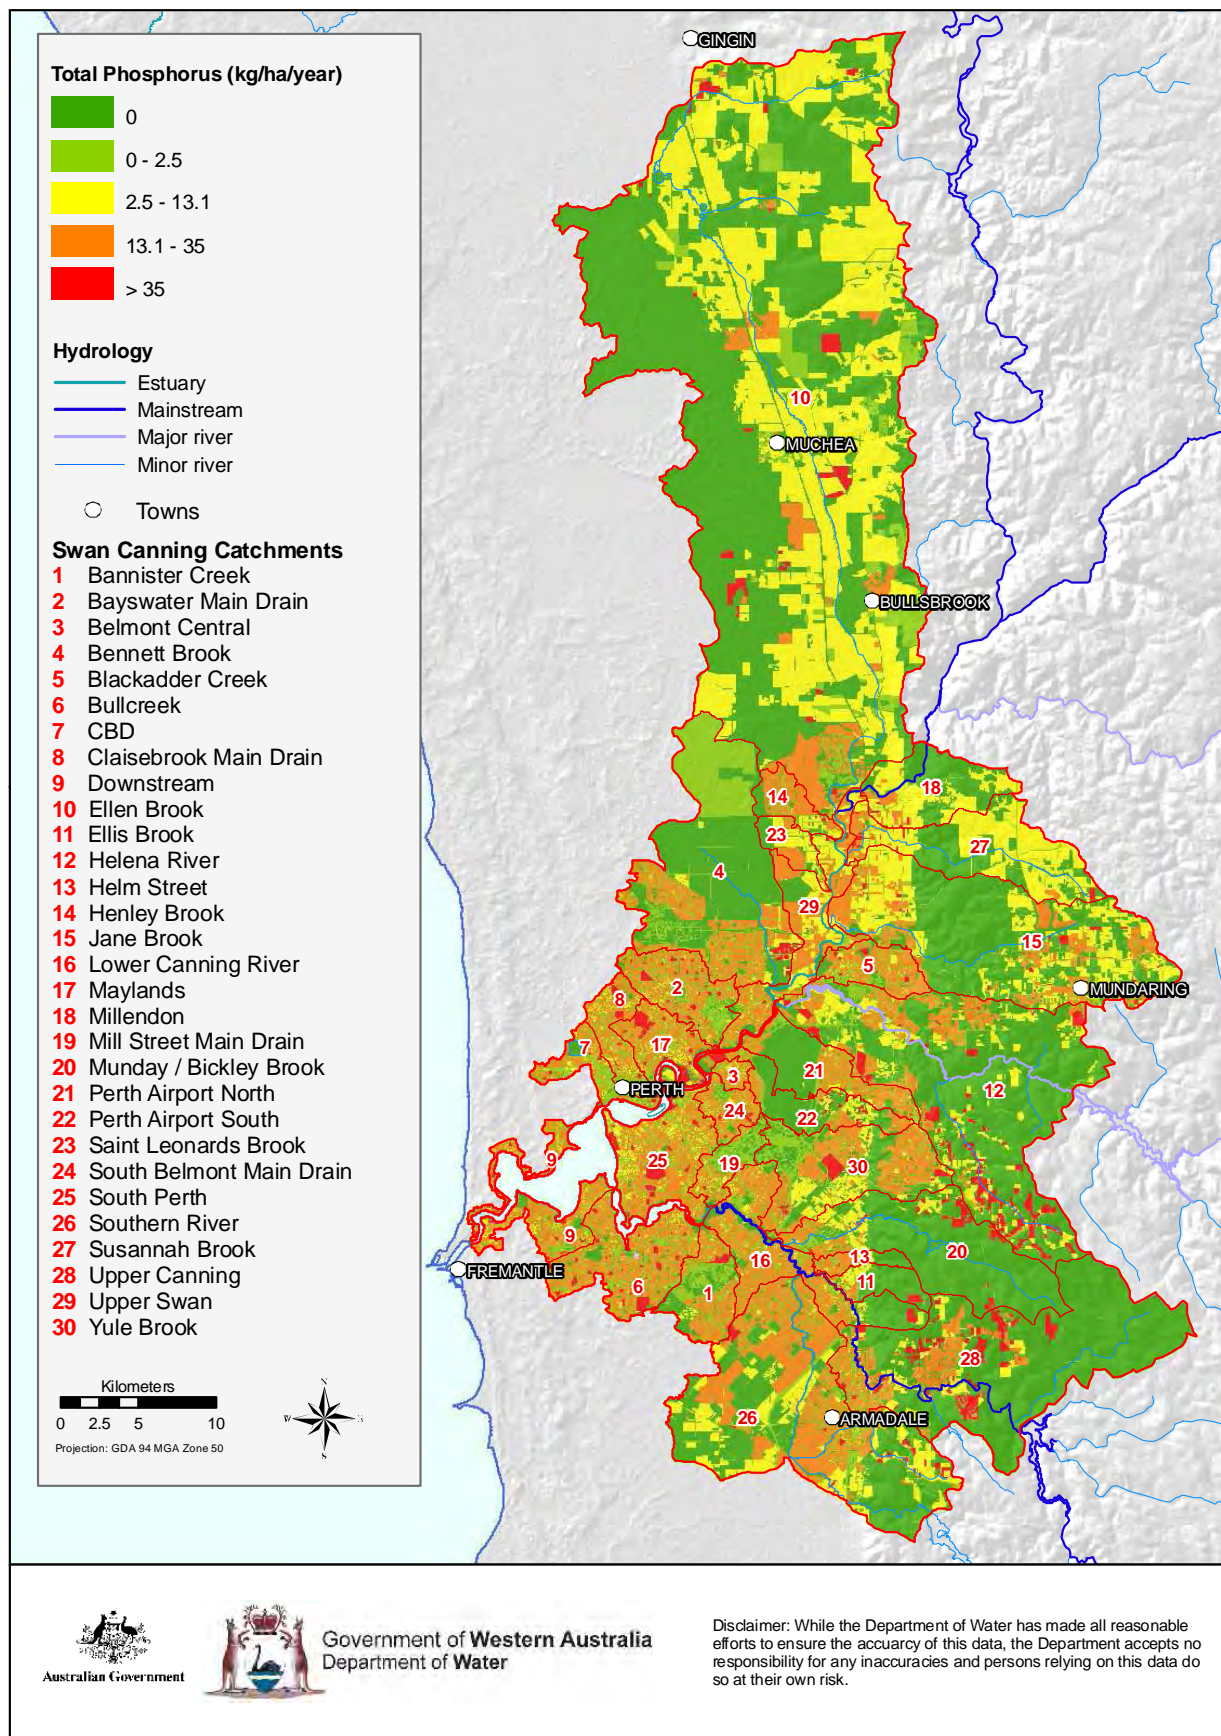 Total Phosphorus (kg/ha/year)
0
0 - 2.5
2.5 - 13.1
13.1 - 35
> 35
Hydrology
Estuary
Mainstream
Major river
Minor river
Towns
Swan Canning Catchments
1 Bannister Creek
2 Bayswater Main Drain
3 Belmont Central
4 Bennett Brook
5 Blackadder Creek
6 Bullcreek
7 CBD
8 Claisebrook Main Drain
9 Downstream
10 Ellen Brook
11 Ellis Brook
12 Helena River
13 Helm Street
14 Henley Brook
15 Jane Brook
16 Lower Canning River
17 Maylands
18 Millendon
19 Mill Street Main Drain
20 Munday / Bickley Brook
21 Perth Airport North
22 Perth Airport South
23 Saint Leonards Brook
24 South Belmont Main Drain
25 South Perth
26 Southern River
27 Susannah Brook
28 Upper Canning
29 Upper Swan
30 Yule Brook
Kilometers
0 2.5 5 10
Projection: GDA 94 MGA Zone 50
N
W E
S
GINGIN
10
MUCHEA
BULLSBROOK
18
14
23
27
4
29
15
5
2
MUNDARING
8
17
7
3
21
PERTH
12
24
22
9
25
19
30
9
20
16
13
FREMANTLE
11
6
1
28
26
ARMADALE
Australian Government
Government of Western Australia
Department of Water
Disclaimer: While the Department of Water has made all reasonable
efforts to ensure the accuarcy of this data, the Department accepts no
responsibility for any inaccuracies and persons relying on this data do
so at their own risk.